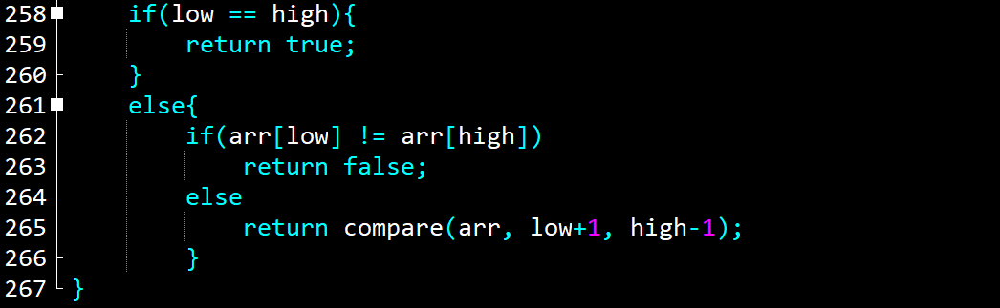 258 if(low == high){
259 return true;
260 }
261 else{
262 if(arr[low] != arr[high])
263 return false;
264 else
265 return compare(arr, low+1, high-1);
266 }
267 }